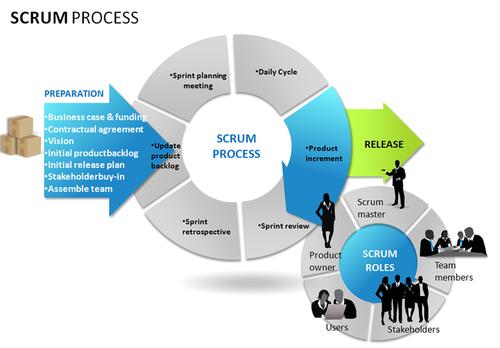 SCRUM PROCESS
PREPARATION
•Business case & funding
•Contractual agreement
•Vision
•Initial productbacklog
•Initial release plan
•Stakeholderbuy-in
•Assemble team
•Update
product
backlog
•Sprint planning
meeting
•Daily Cycle
•Product
increment
•Sprint review
•Sprint
retrospective
SCRUM
PROCESS
RELEASE
Scrum
master
Product
owner
SCRUM
ROLES
Team
members
Users
Stakeholders